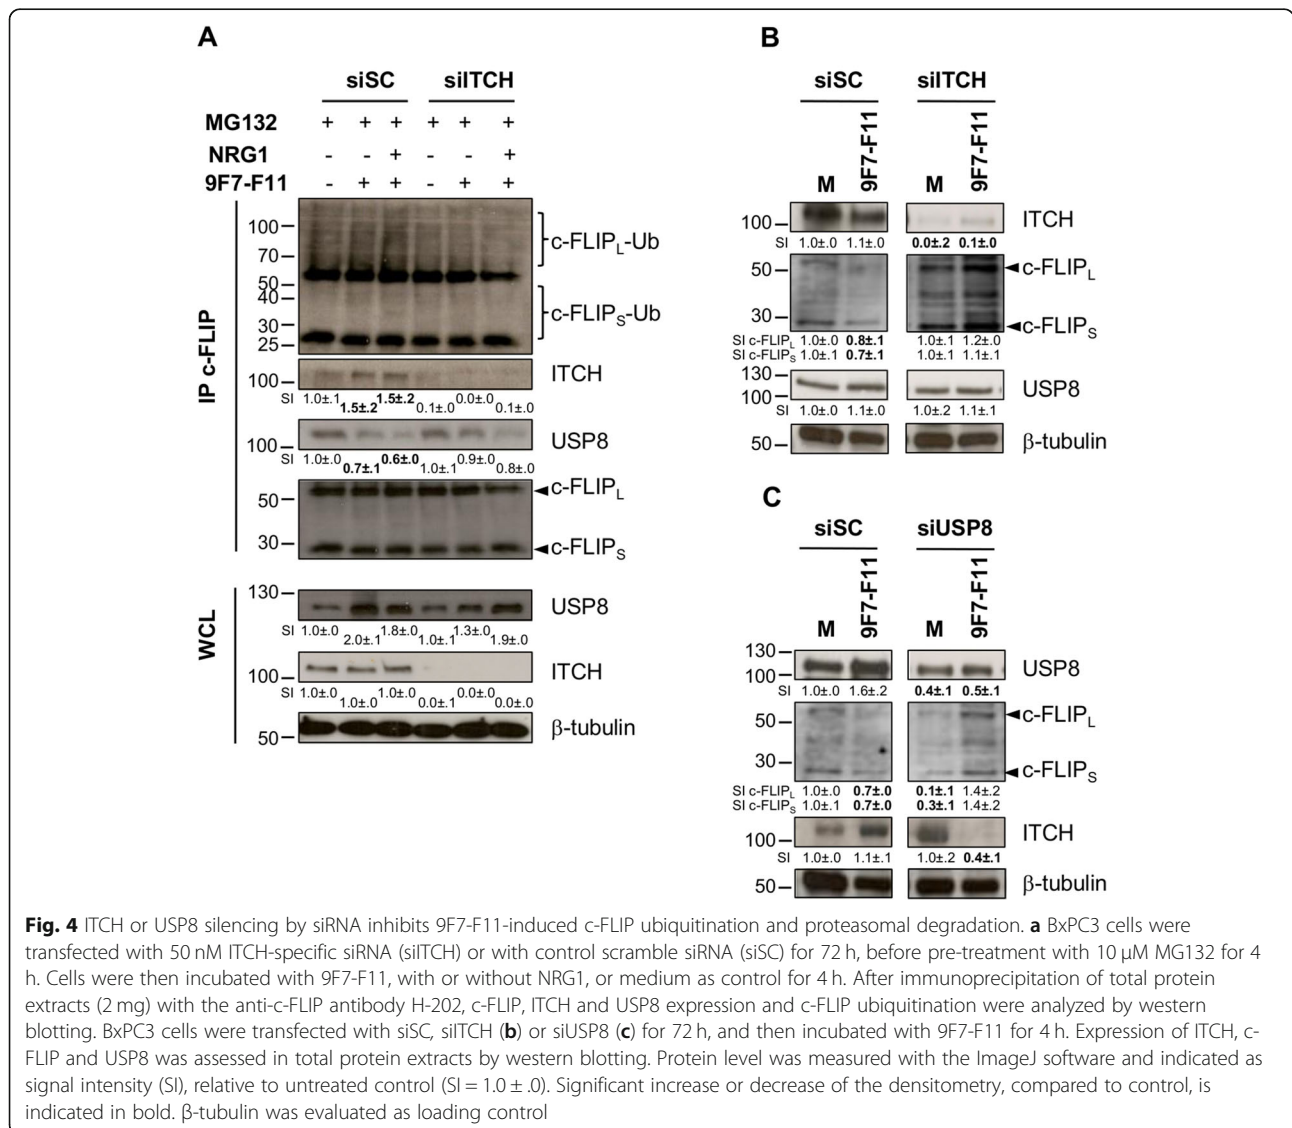 A
siSC siITCH
MG132 + + + + + +
NRG1 - - + - - +
9F7-F11 - + + - + +
IP c-FLIP
100
70
50
40
30
25
c-FLIPL-Ub
c-FLIPS-Ub
100
ITCH
SI 1.0±.1 1.5±.2 1.5±.2 0.1±.0 0.0±.0 0.1±.0
100
USP8
SI 1.0±.0 0.7±.1 0.6±.0 1.0±.1 0.9±.0 0.8±.0
50
30
c-FLIPL
c-FLIPS
WCL
130
USP8
SI 1.0±.0 2.0±.1 1.8±.0 1.0±.1 1.3±.0 1.9±.0
100
ITCH
SI 1.0±.0 1.0±.0 1.0±.0 0.0±.1 0.0±.0 0.0±.0
50
β-tubulin
B
siSC siITCH
M 9F7-F11 M 9F7-F11
100
ITCH
SI 1.0±.0 1.1±.0 0.0±.2 0.1±.0
50
30
c-FLIPL
c-FLIPS
SI c-FLIPL 1.0±.0 0.8±.1 1.0±.1 1.2±.0
SI c-FLIPS 1.0±.1 0.7±.1 1.0±.1 1.1±.1
130
100
USP8
SI 1.0±.0 1.1±.0 1.0±.2 1.1±.1
50
β-tubulin
C
siSC siUSP8
M 9F7-F11 M 9F7-F11
130
100
USP8
SI 1.0±.0 1.6±.2 0.4±.1 0.5±.1
50
30
c-FLIPL
c-FLIPS
SI c-FLIPL 1.0±.0 0.7±.0 0.1±.1 1.4±.2
SI c-FLIPS 1.0±.1 0.7±.0 0.3±.1 1.4±.2
100
ITCH
SI 1.0±.0 1.1±.1 1.0±.2 0.4±.1
50
β-tubulin
Fig. 4 ITCH or USP8 silencing by siRNA inhibits 9F7-F11-induced c-FLIP ubiquitination and proteasomal degradation. a BxPC3 cells were
transfected with 50 nM ITCH-specific siRNA (siITCH) or with control scramble siRNA (siSC) for 72 h, before pre-treatment with 10 μM MG132 for 4
h. Cells were then incubated with 9F7-F11, with or without NRG1, or medium as control for 4 h. After immunoprecipitation of total protein
extracts (2 mg) with the anti-c-FLIP antibody H-202, c-FLIP, ITCH and USP8 expression and c-FLIP ubiquitination were analyzed by western
blotting. BxPC3 cells were transfected with siSC, siITCH (b) or siUSP8 (c) for 72 h, and then incubated with 9F7-F11 for 4 h. Expression of ITCH, c-
FLIP and USP8 was assessed in total protein extracts by western blotting. Protein level was measured with the ImageJ software and indicated as
signal intensity (SI), relative to untreated control (SI = 1.0 ± .0). Significant increase or decrease of the densitometry, compared to control, is
indicated in bold. β-tubulin was evaluated as loading control